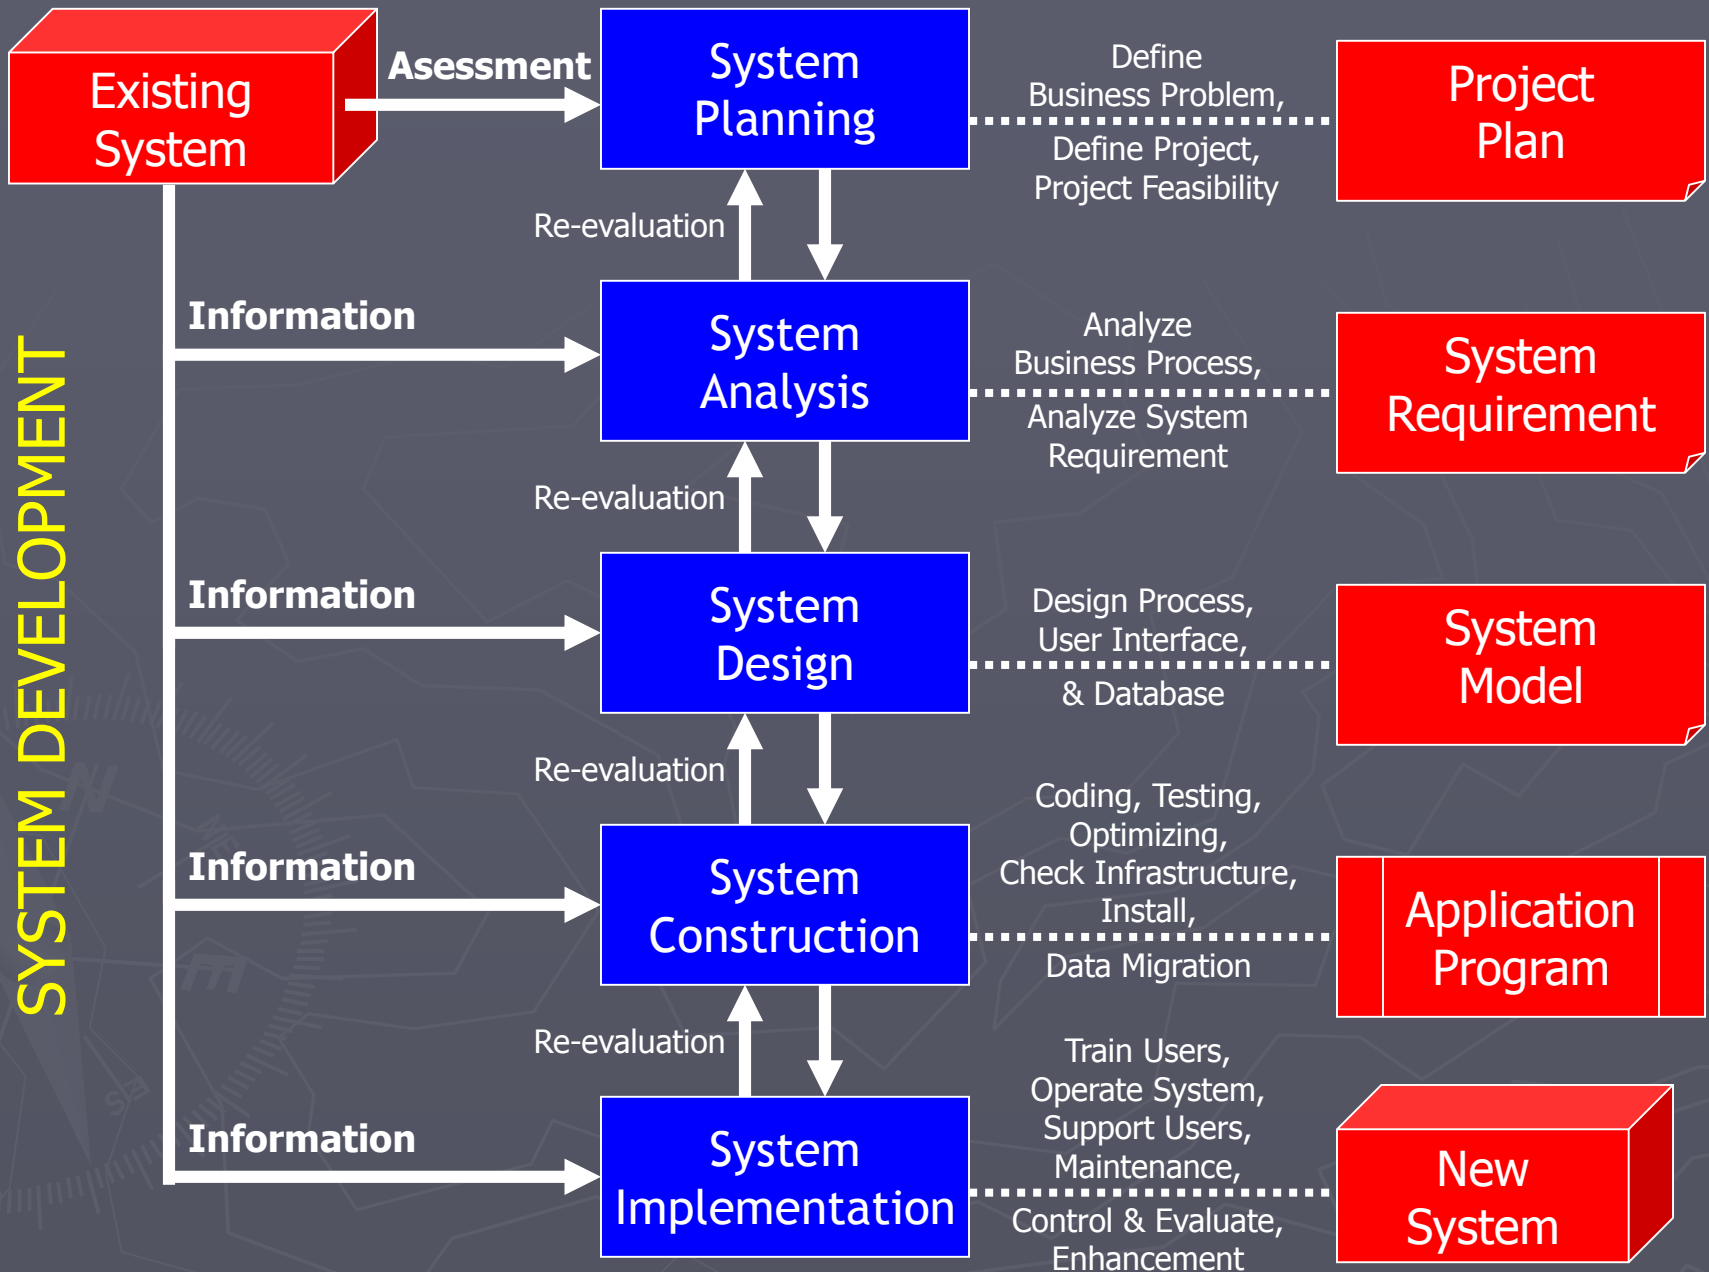 SYSTEM DEVELOPMENT
Existing
System
Asessment
System
Planning
Define
Business Problem,
Define Project,
Project Feasibility
Project
Plan
Re-evaluation
Information
System
Analysis
Analyze
Business Process,
Analyze System
Requirement
System
Requirement
Re-evaluation
Information
System
Design
Design Process,
User Interface,
& Database
System
Model
Re-evaluation
Information
System
Construction
Coding, Testing,
Optimizing,
Check Infrastructure,
Install,
Data Migration
Application
Program
Re-evaluation
Information
System
Implementation
Train Users,
Operate System,
Support Users,
Maintenance,
Control & Evaluate,
Enhancement
New
System
N
NE
E
SE